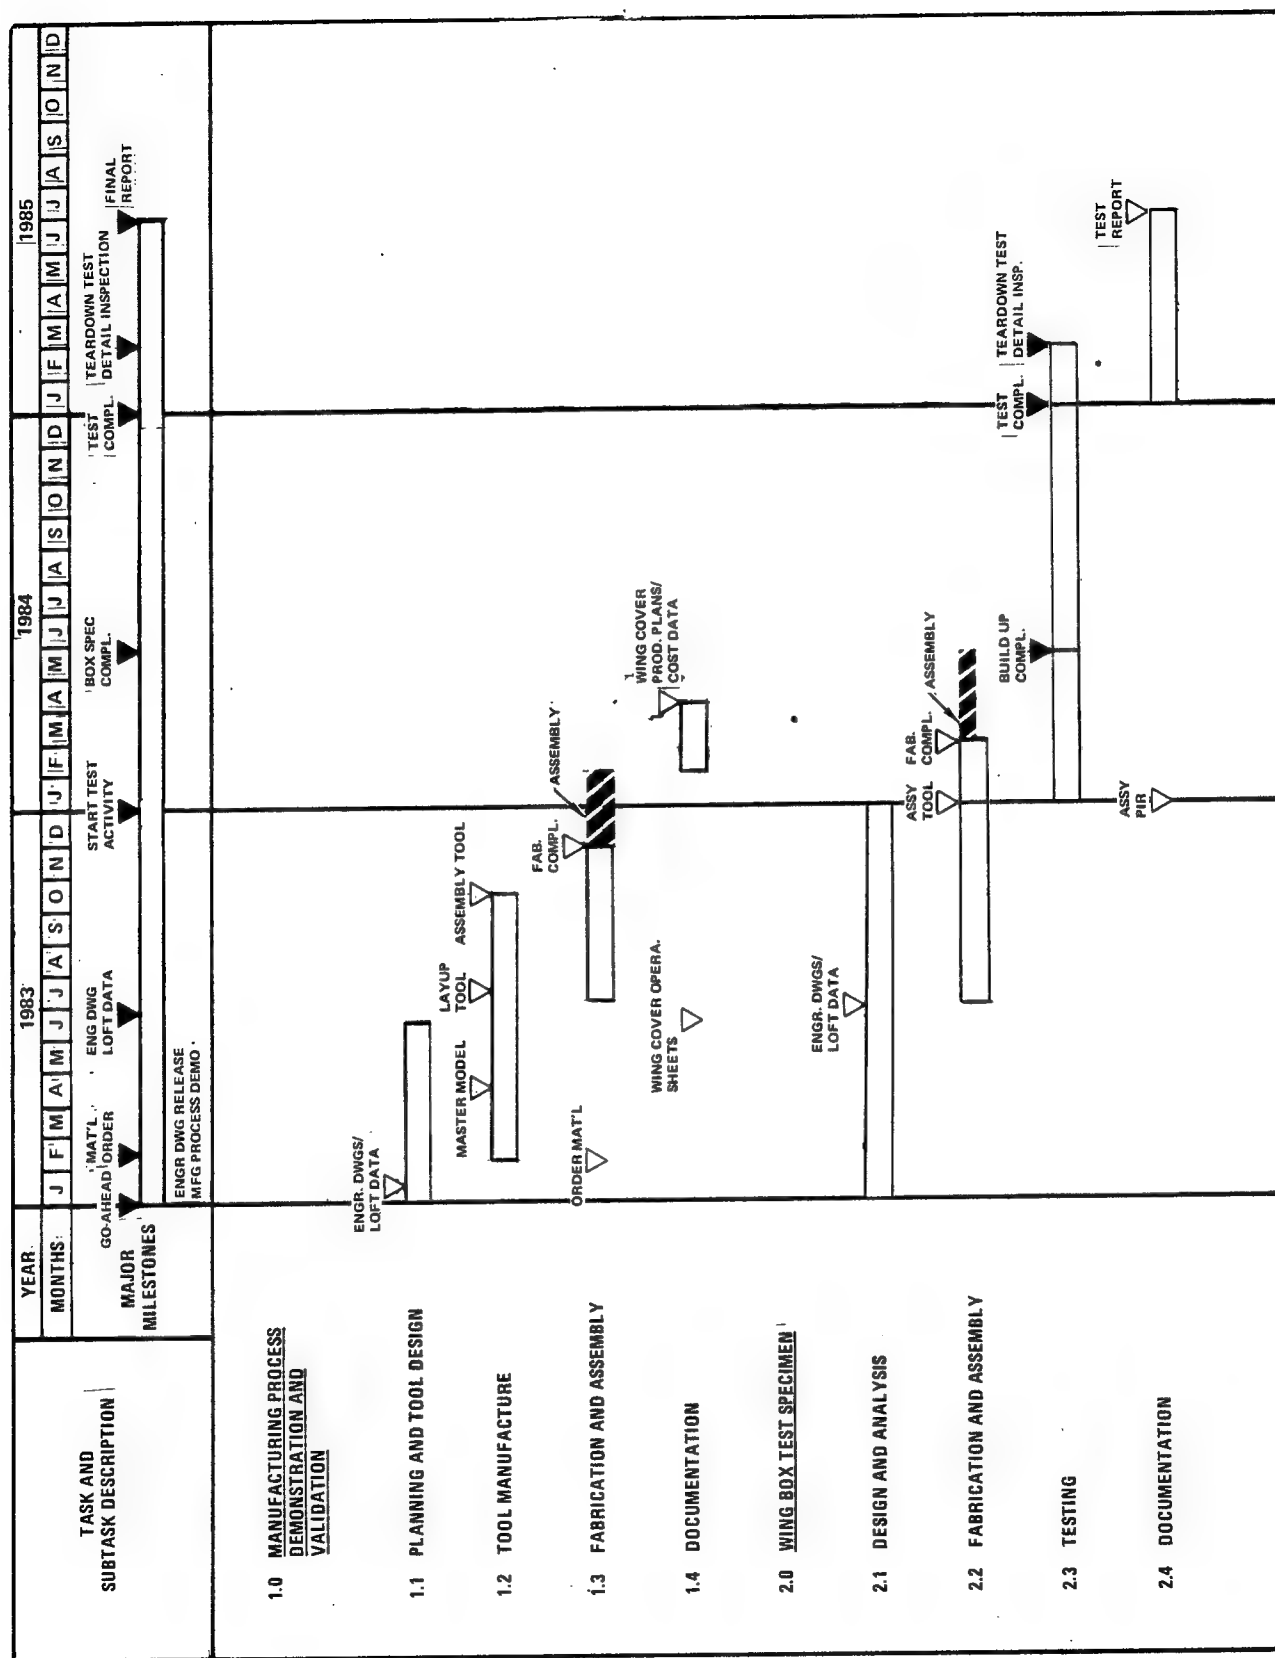 TASK AND
SUBTASK DESCRIPTION
YEAR
1983
1984
1985
MONTHS
J F M A M J J A S O N D J F M A M J J A S O N D J F M A M J J A S O N D
MAJOR
MILESTONES
GO-AHEAD
MAT'L
ORDER
ENG DWG
LOFT DATA
START TEST
ACTIVITY
BOX SPEC
COMPL.
TEST
COMPL.
TEARDOWN TEST
DETAIL INSPECTION
FINAL
REPORT
ENGR DWG RELEASE
MFG PROCESS DEMO
1.0 MANUFACTURING PROCESS
DEMONSTRATION AND
VALIDATION
1.1 PLANNING AND TOOL DESIGN
ENGR. DWGS/
LOFT DATA
1.2 TOOL MANUFACTURE
MASTER MODEL
LAYUP
TOOL
ASSEMBLY TOOL
1.3 FABRICATION AND ASSEMBLY
ORDER MAT'L
FAB.
COMPL.
ASSEMBLY
1.4 DOCUMENTATION
WING COVER OPERA.
SHEETS
WING COVER
PROD. PLANS/
COST DATA
2.0 WING BOX TEST SPECIMEN
2.1 DESIGN AND ANALYSIS
ENGR. DWGS/
LOFT DATA
2.2 FABRICATION AND ASSEMBLY
ASSY
TOOL
FAB.
COMPL.
ASSEMBLY
2.3 TESTING
BUILD UP
COMPL.
TEST
COMPL.
TEARDOWN TEST
DETAIL INSP.
2.4 DOCUMENTATION
ASSY
PIR
TEST
REPORT